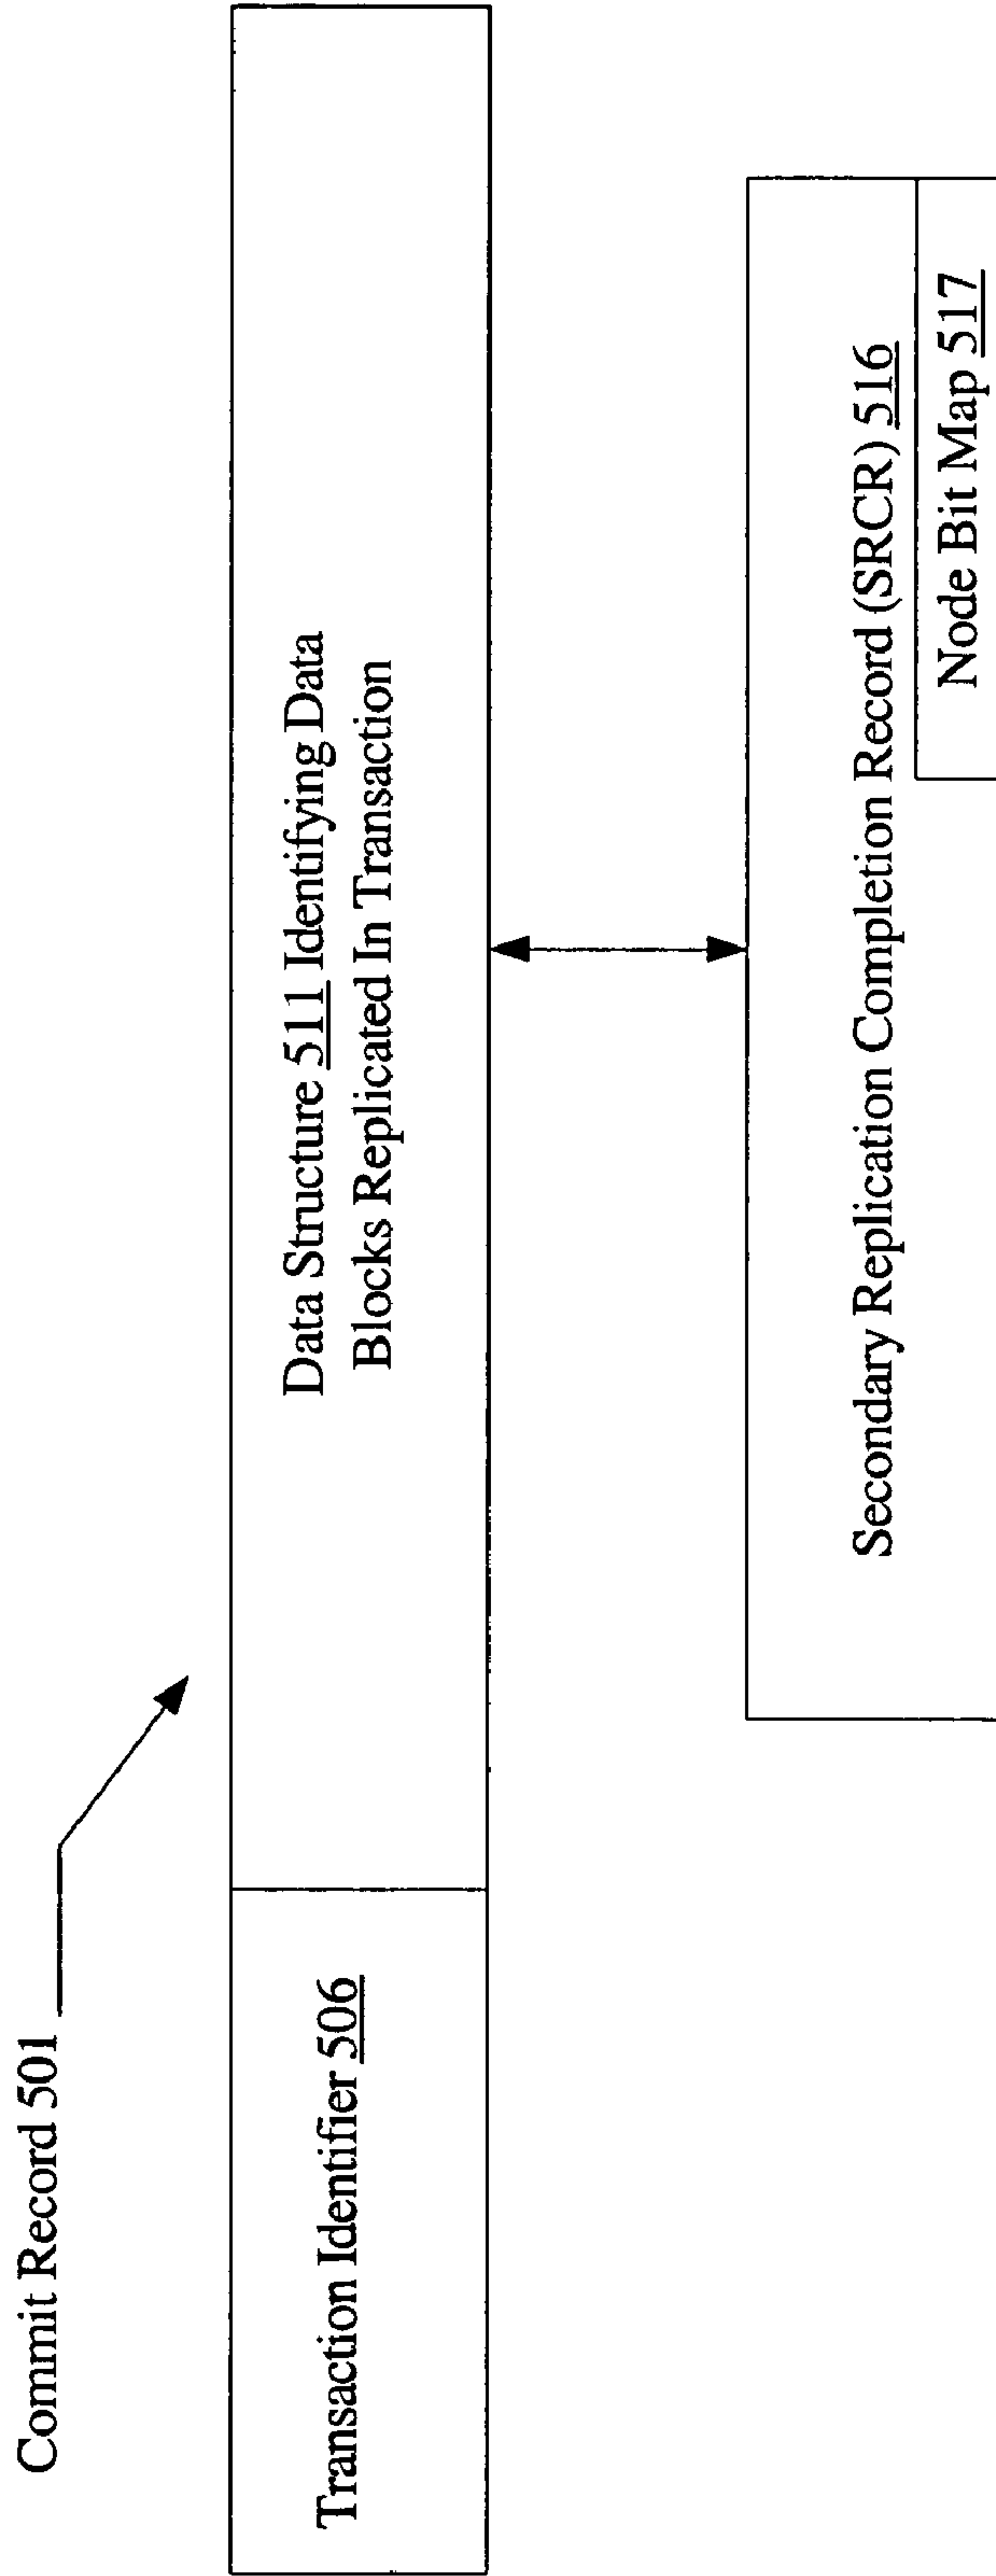 Commit Record 501
Transaction Identifier 506
Data Structure 511 Identifying Data
Blocks Replicated In Transaction
Secondary Replication Completion Record (SRCR) 516
Node Bit Map 517